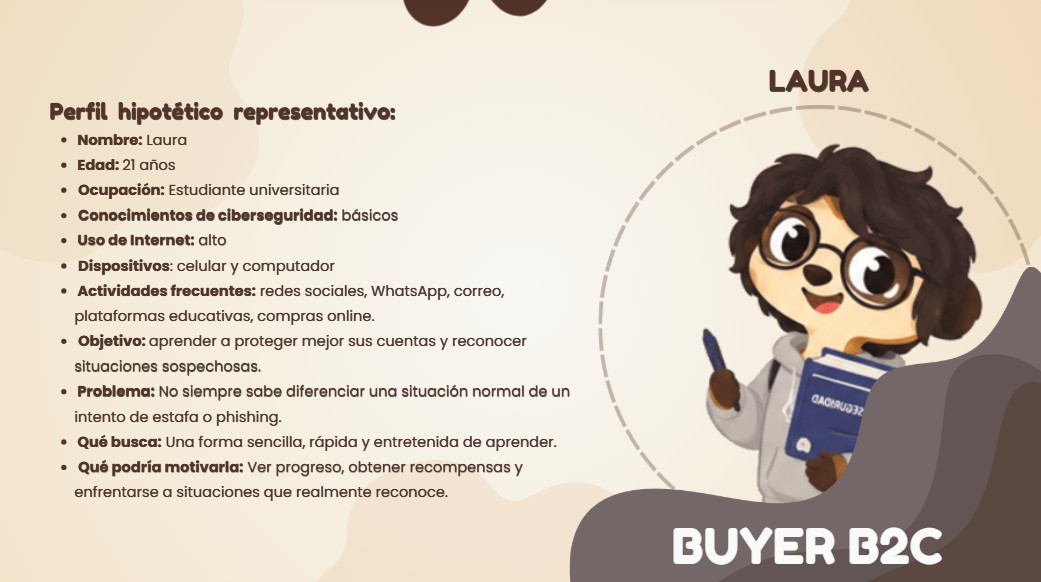 LAURA
Perfil hipotético representativo:
• Nombre: Laura
• Edad: 21 años
• Ocupación: Estudiante universitaria
• Conocimientos de ciberseguridad: básicos
• Uso de Internet: alto
• Dispositivos: celular y computador
• Actividades frecuentes: redes sociales, WhatsApp, correo,
plataformas educativas, compras online.
• Objetivo: aprender a proteger mejor sus cuentas y reconocer
situaciones sospechosas.
• Problema: No siempre sabe diferenciar una situación normal de un
intento de estafa o phishing.
• Qué busca: Una forma sencilla, rápida y entretenida de aprender.
• Qué podría motivarla: Ver progreso, obtener recompensas y
enfrentarse a situaciones que realmente reconoce.
SEGURIDAD
BUYER B2C